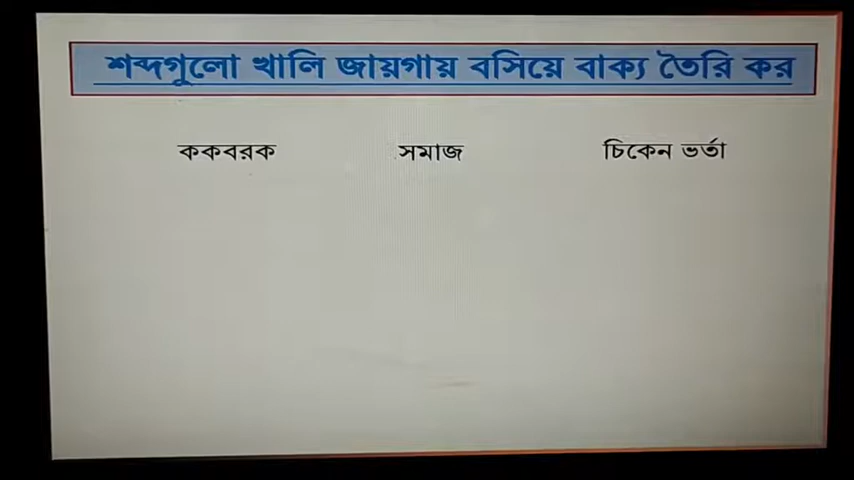 শব্দগুলো খালি জায়গায় বসিয়ে বাক্য তৈরি কর
ককবরক সমাজ চিকেন ভর্তা